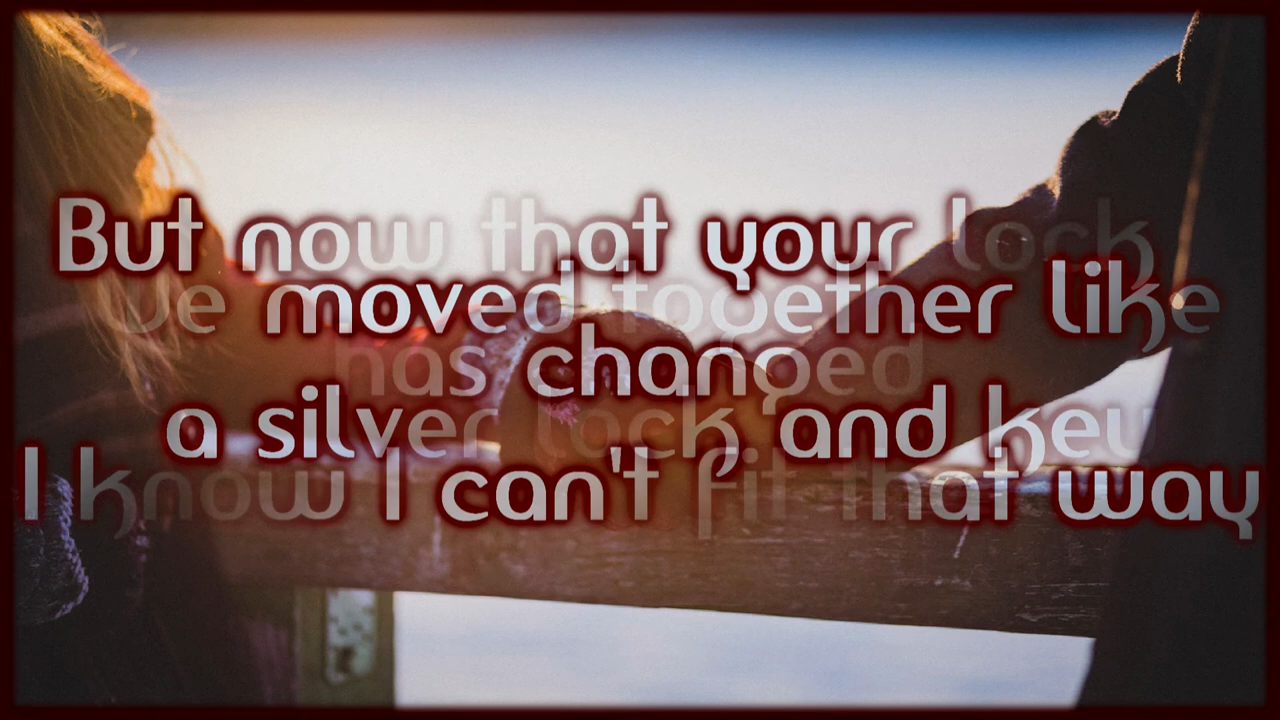 But now that your lock
've moved together like
has changed
a silver lock and key
I know I can't fit that way